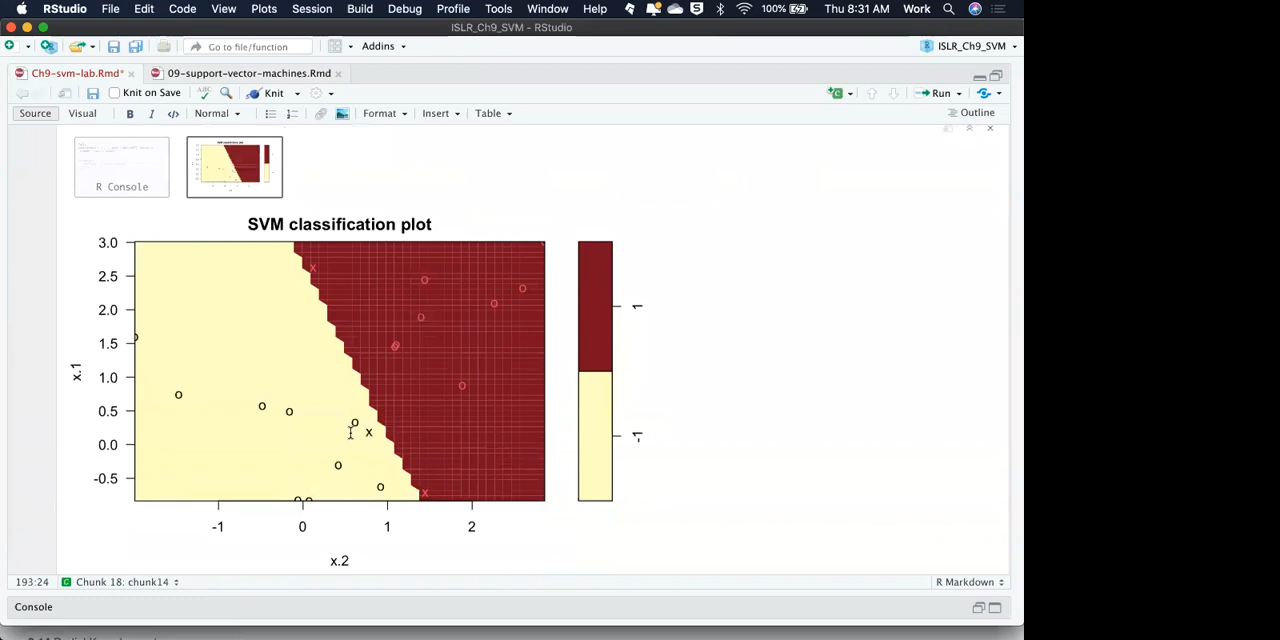 RStudio File Edit Code View Plots Session Build Debug Profile Tools Window Help 100% Thu 8:31 AM Work
ISLR_Ch9_SVM - RStudio
Go to file/function Addins ISLR_Ch9_SVM
Ch9-svm-lab.Rmd* 09-support-vector-machines.Rmd
Knit on Save ABC Knit Run
Source Visual B I </> Normal Format Insert Table Outline
R Console
SVM classification plot
3.0
2.5
2.0
1.5
1.0
0.5
0.0
-0.5
x.1
-1 0 1 2
x.2
1
-1
193:24 C Chunk 18: chunk14 R Markdown
Console